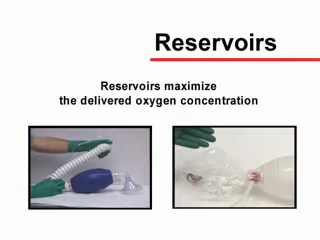 Reservoirs
Reservoirs maximize
the delivered oxygen concentration